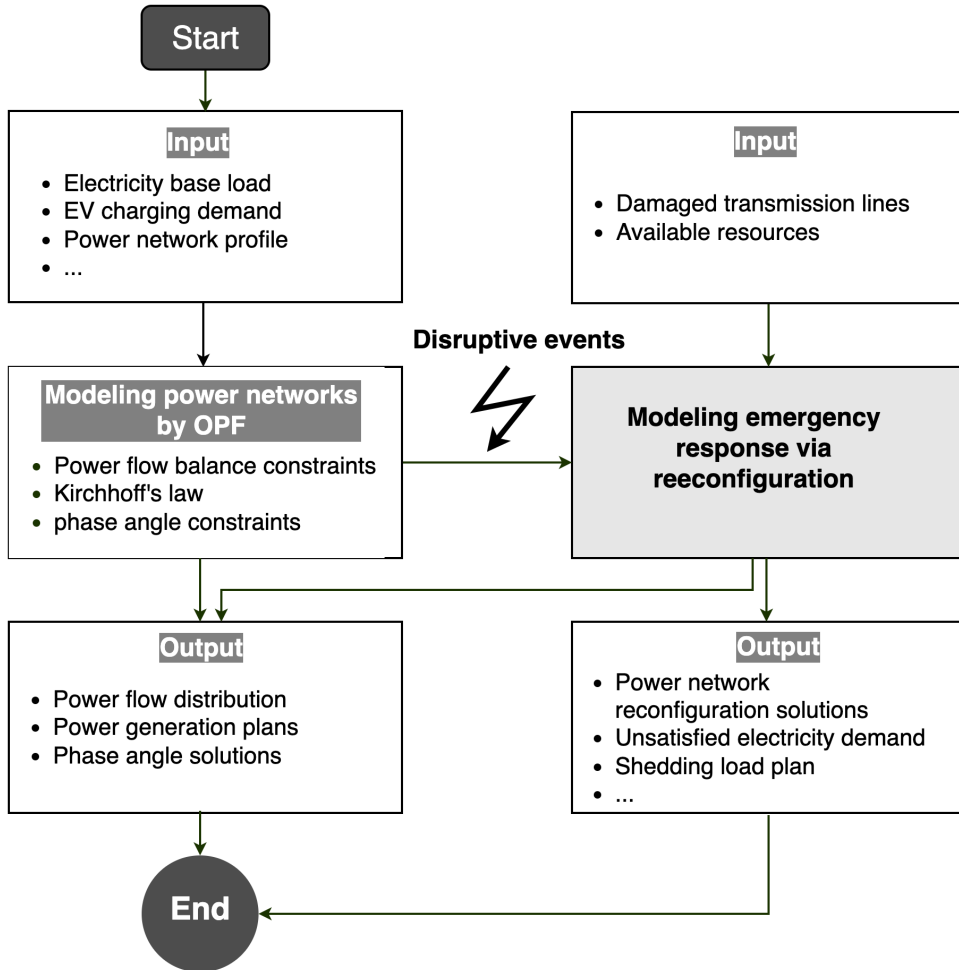 Start
Input
• Electricity base load
• EV charging demand
• Power network profile
• ...
Input
• Damaged transmission lines
• Available resources
Disruptive events
Modeling power networks
by OPF
• Power flow balance constraints
• Kirchhoff's law
• phase angle constraints
Modeling emergency
response via
reeconfiguration
Output
• Power flow distribution
• Power generation plans
• Phase angle solutions
Output
• Power network
reconfiguration solutions
• Unsatisfied electricity demand
• Shedding load plan
• ...
End